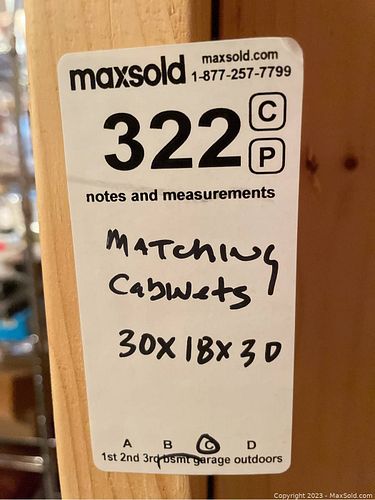 maxsold maxsold.com
1-877-257-7799
322 C
P
notes and measurements
MATCHING
CABINETS
30X18X30
A B C D
1st 2nd 3rd bsmt garage outdoors
Copyright © 2023 - MaxSold.com